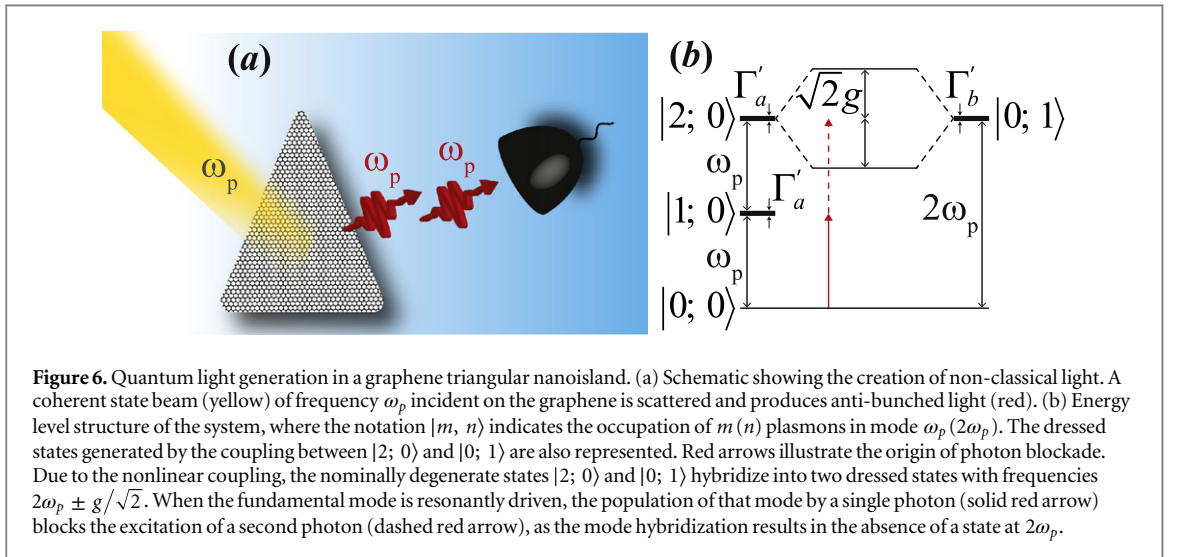 (a)
ωp
ωp
ωp
(b)
Γ′a
√2g
Γ′b
|2; 0⟩
|0; 1⟩
ωp
Γ′a
|1; 0⟩
2ωp
ωp
|0; 0⟩
Figure 6. Quantum light generation in a graphene triangular nanoisland. (a) Schematic showing the creation of non-classical light. A
coherent state beam (yellow) of frequency ωp incident on the graphene is scattered and produces anti-bunched light (red). (b) Energy
level structure of the system, where the notation |m, n⟩ indicates the occupation of m (n) plasmons in mode ωp (2ωp). The dressed
states generated by the coupling between |2; 0⟩ and |0; 1⟩ are also represented. Red arrows illustrate the origin of photon blockade.
Due to the nonlinear coupling, the nominally degenerate states |2; 0⟩ and |0; 1⟩ hybridize into two dressed states with frequencies
2ωp ± g/√2. When the fundamental mode is resonantly driven, the population of that mode by a single photon (solid red arrow)
blocks the excitation of a second photon (dashed red arrow), as the mode hybridization results in the absence of a state at 2ωp.